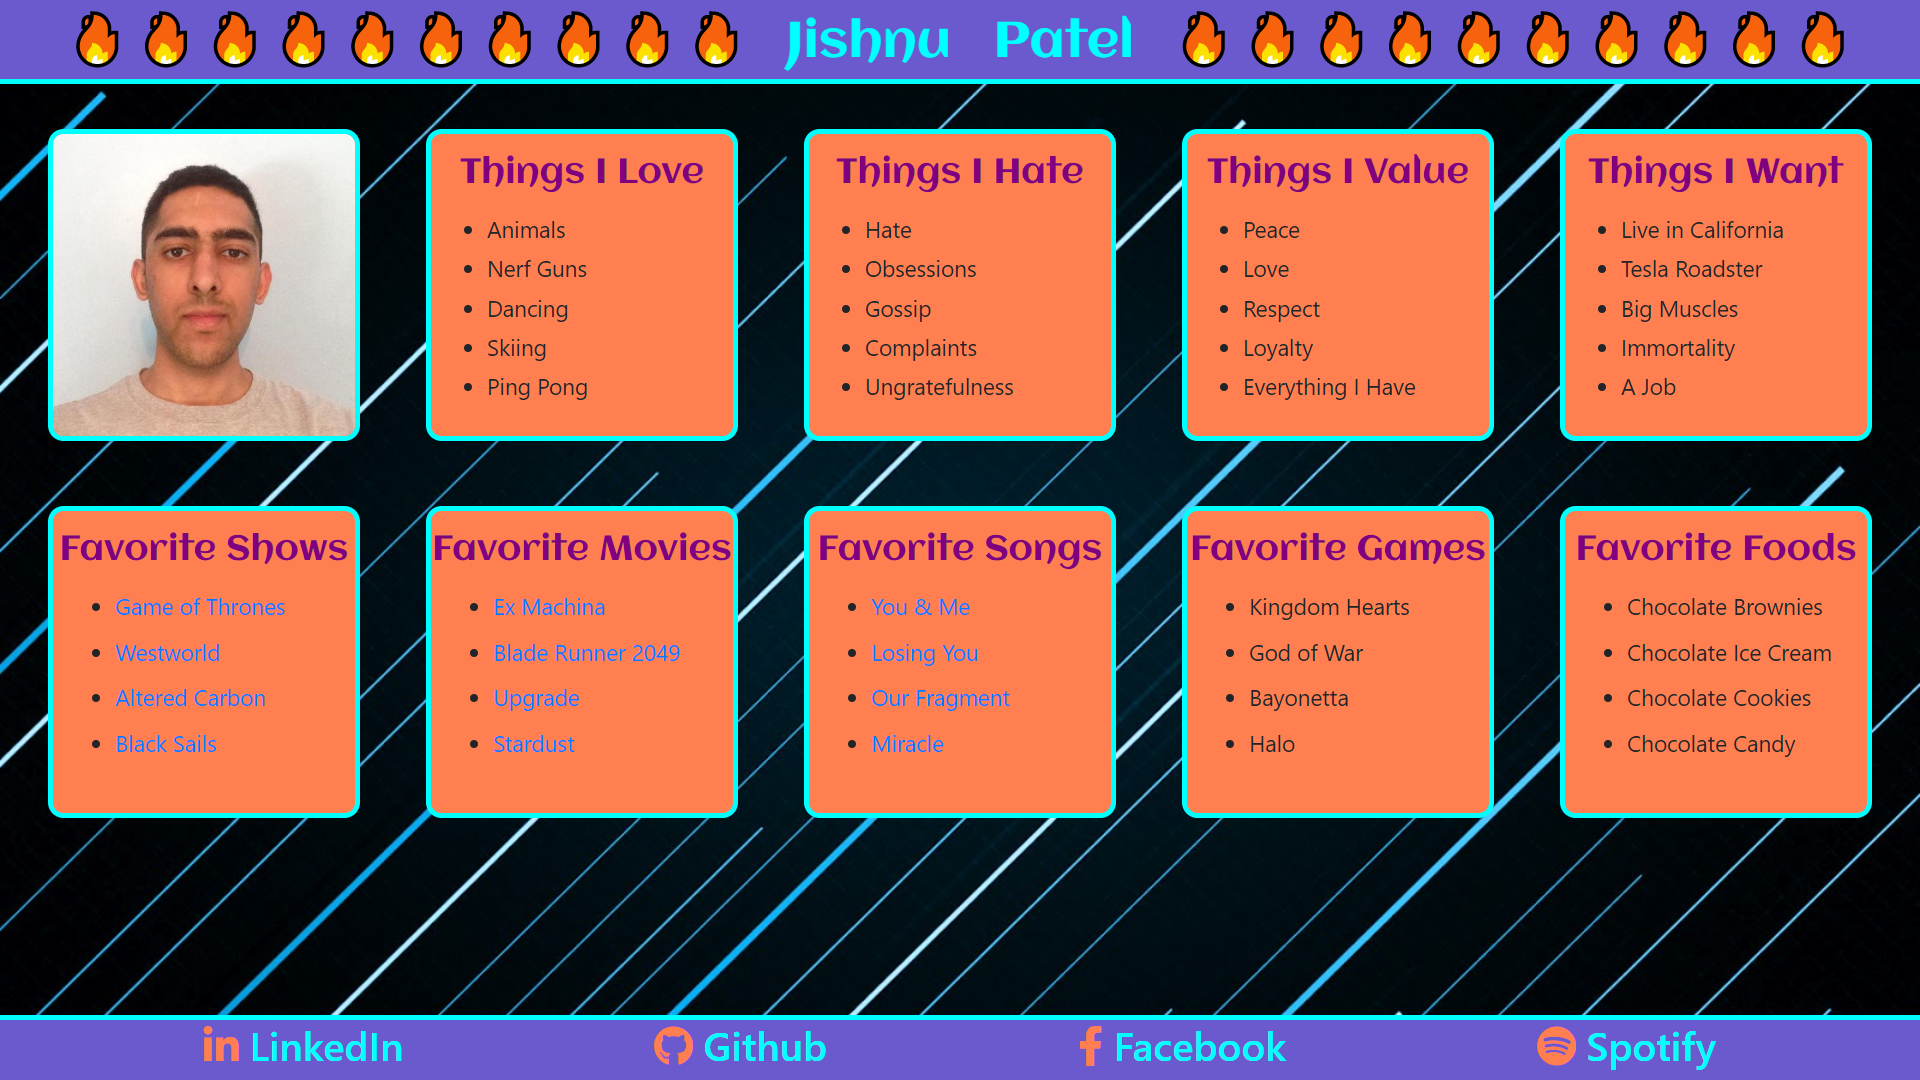 Jishnu Patel
Things I Love
Animals
Nerf Guns
Dancing
Skiing
Ping Pong
Things I Hate
Hate
Obsessions
Gossip
Complaints
Ungratefulness
Things I Value
Peace
Love
Respect
Loyalty
Everything I Have
Things I Want
Live in California
Tesla Roadster
Big Muscles
Immortality
A Job
Favorite Shows
Game of Thrones
Westworld
Altered Carbon
Black Sails
Favorite Movies
Ex Machina
Blade Runner 2049
Upgrade
Stardust
Favorite Songs
You & Me
Losing You
Our Fragment
Miracle
Favorite Games
Kingdom Hearts
God of War
Bayonetta
Halo
Favorite Foods
Chocolate Brownies
Chocolate Ice Cream
Chocolate Cookies
Chocolate Candy
LinkedIn
Github
Facebook
Spotify